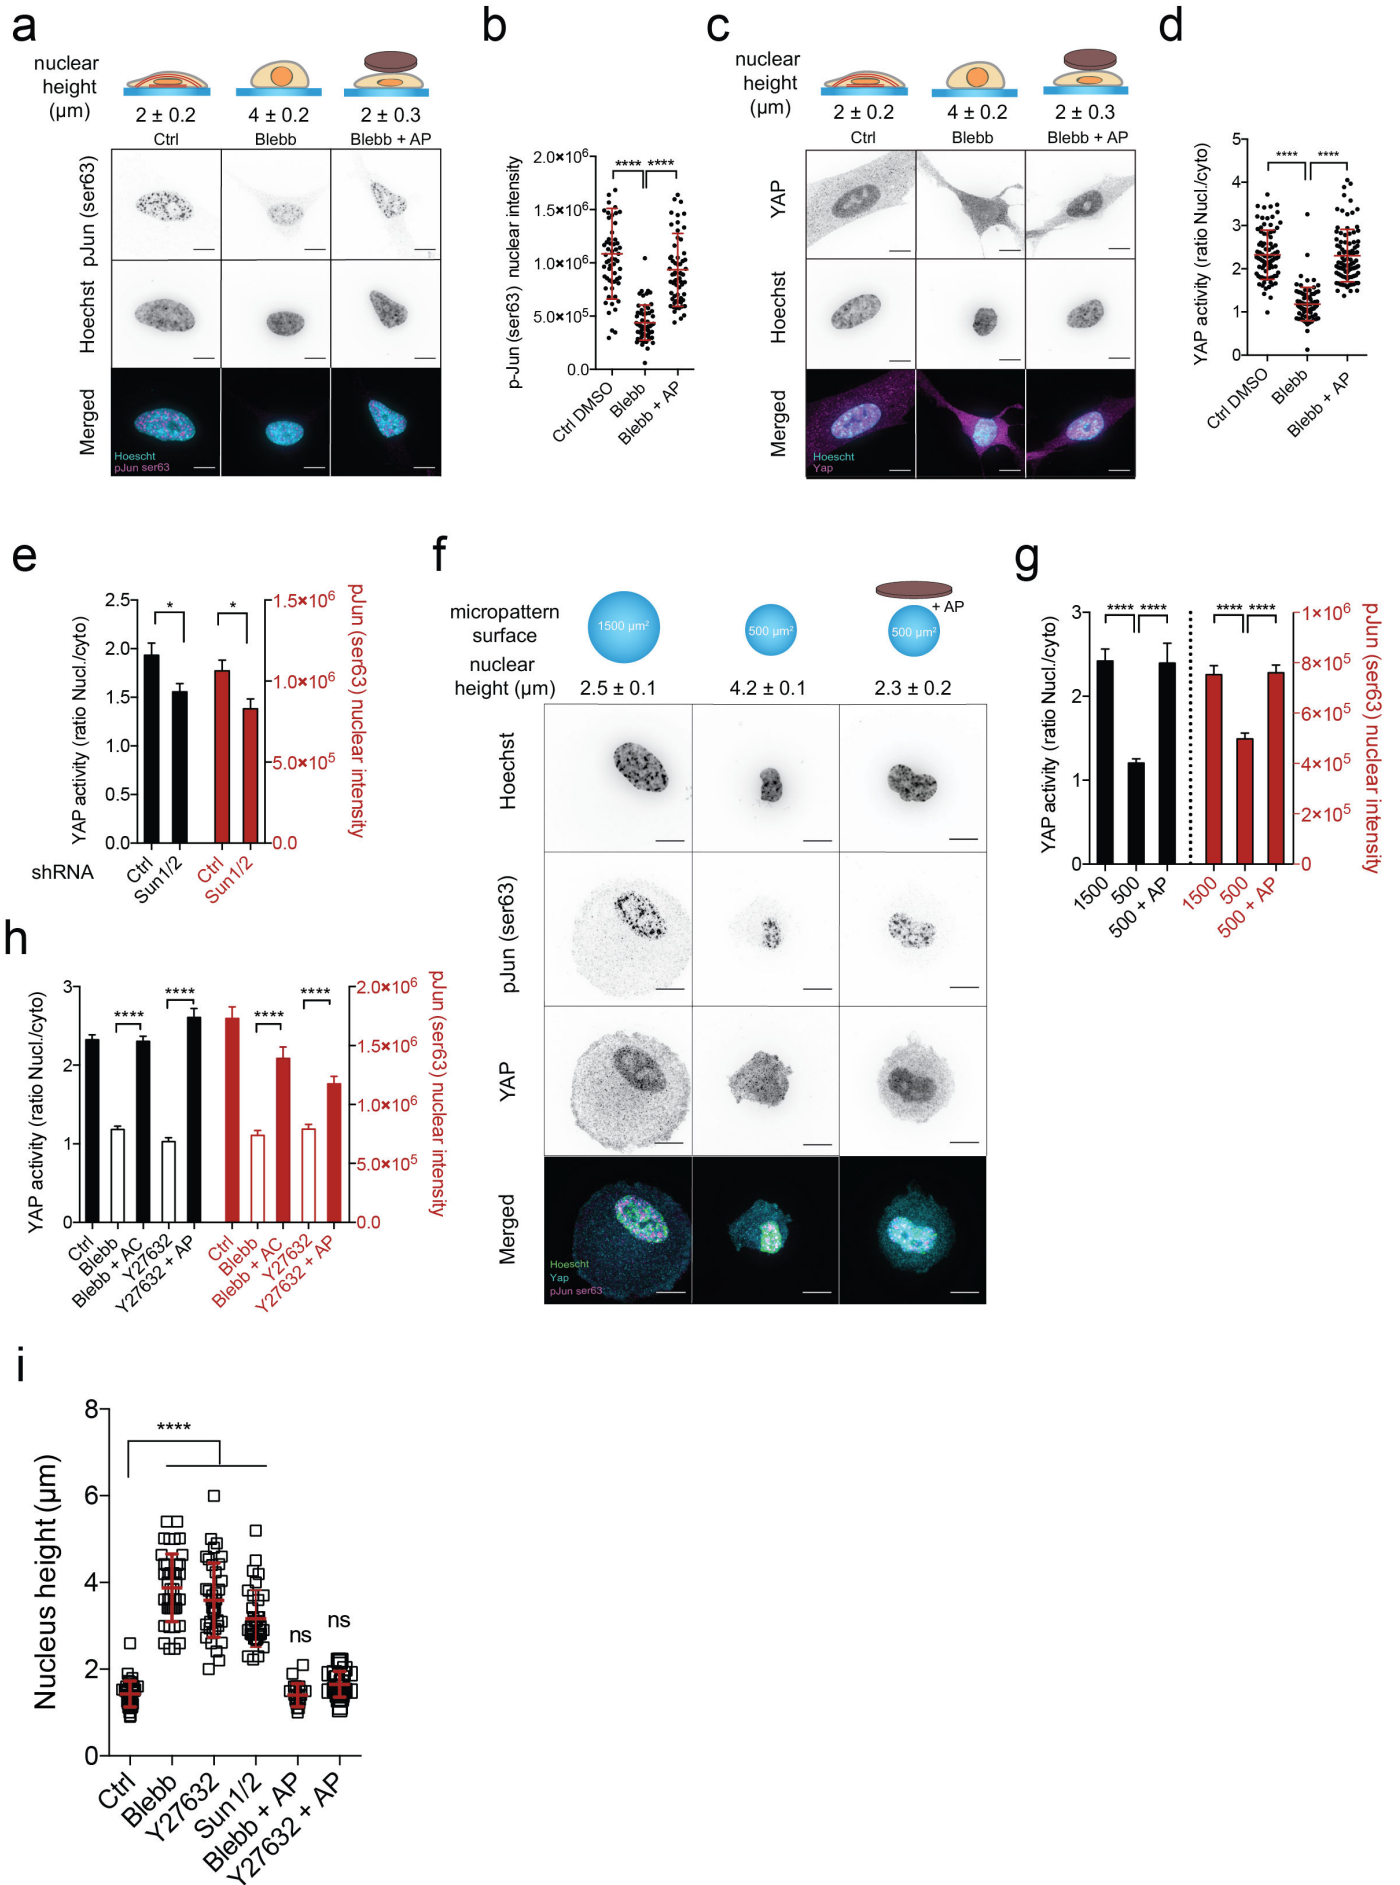 a
nuclear
height
(µm)
2 ± 0.2
4 ± 0.2
2 ± 0.3
Ctrl
Blebb
Blebb + AP
pJun (ser63)
Hoechst
Merged
Hoescht
pJun ser63
b
p-Jun (ser63) nuclear intensity
2.0×10⁶
1.5×10⁶
1.0×10⁶
5.0×10⁵
0.0
**** ****
Ctrl DMSO
Blebb
Blebb + AP
c
nuclear
height
(µm)
2 ± 0.2
4 ± 0.2
2 ± 0.3
Ctrl
Blebb
Blebb + AP
YAP
Hoechst
Merged
Hoescht
Yap
d
YAP activity (ratio Nucl./cyto)
5
4
3
2
1
0
**** ****
Ctrl DMSO
Blebb
Blebb + AP
e
YAP activity (ratio Nucl./cyto)
2.5
2.0
1.5
1.0
0.5
0.0
* *
1.5×10⁶
1.0×10⁶
5.0×10⁵
0.0
pJun (ser63) nuclear intensity
shRNA
Ctrl
Sun1/2
Ctrl
Sun1/2
f
micropattern
surface
1500 µm²
500 µm²
500 µm²
+ AP
nuclear
height (µm)
2.5 ± 0.1
4.2 ± 0.1
2.3 ± 0.2
Hoechst
pJun (ser63)
YAP
Merged
Hoescht
Yap
pJun ser63
g
YAP activity (ratio Nucl./cyto)
3
2
1
0
**** **** **** ****
1×10⁶
8×10⁵
6×10⁵
4×10⁵
2×10⁵
0
pJun (ser63) nuclear intensity
1500
500
500 + AP
1500
500
500 + AP
h
YAP activity (ratio Nucl./cyto)
3
2
1
0
**** **** **** ****
2.0×10⁶
1.5×10⁶
1.0×10⁶
5.0×10⁵
0.0
pJun (ser63) nuclear intensity
Ctrl
Blebb
Blebb + AC
Y27632
Y27632 + AP
Ctrl
Blebb
Blebb + AC
Y27632
Y27632 + AP
i
Nucleus height (µm)
8
6
4
2
0
****
ns
ns
Ctrl
Blebb
Y27632
Sun1/2
Blebb + AP
Y27632 + AP